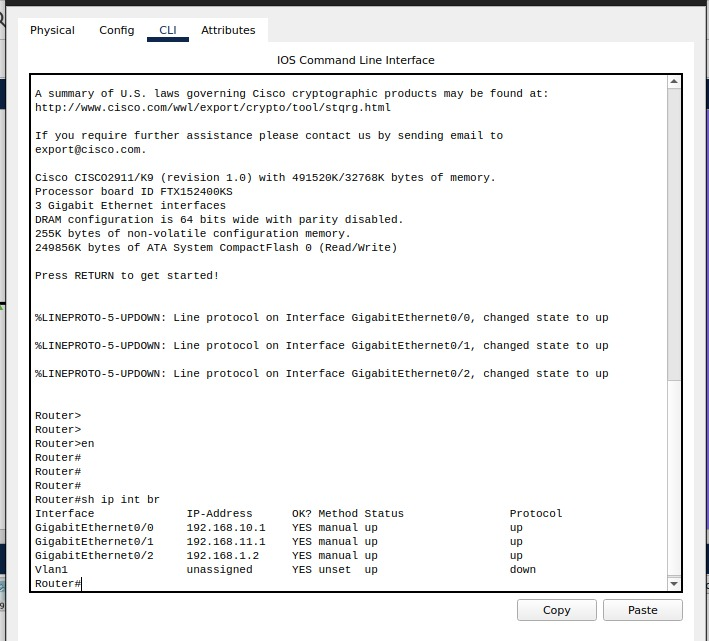 Physical Config CLI Attributes
IOS Command Line Interface
A summary of U.S. laws governing Cisco cryptographic products may be found at:
http://www.cisco.com/wwl/export/crypto/tool/stqrg.html
If you require further assistance please contact us by sending email to
export@cisco.com.
Cisco CISCO2911/K9 (revision 1.0) with 491520K/32768K bytes of memory.
Processor board ID FTX152400KS
3 Gigabit Ethernet interfaces
DRAM configuration is 64 bits wide with parity disabled.
255K bytes of non-volatile configuration memory.
249856K bytes of ATA System CompactFlash 0 (Read/Write)
Press RETURN to get started!
%LINEPROTO-5-UPDOWN: Line protocol on Interface GigabitEthernet0/0, changed state to up
%LINEPROTO-5-UPDOWN: Line protocol on Interface GigabitEthernet0/1, changed state to up
%LINEPROTO-5-UPDOWN: Line protocol on Interface GigabitEthernet0/2, changed state to up
Router>
Router>
Router>en
Router#
Router#
Router#
Router#sh ip int br
Interface IP-Address OK? Method Status Protocol
GigabitEthernet0/0 192.168.10.1 YES manual up up
GigabitEthernet0/1 192.168.11.1 YES manual up up
GigabitEthernet0/2 192.168.1.2 YES manual up up
Vlan1 unassigned YES unset up down
Router#
Copy Paste